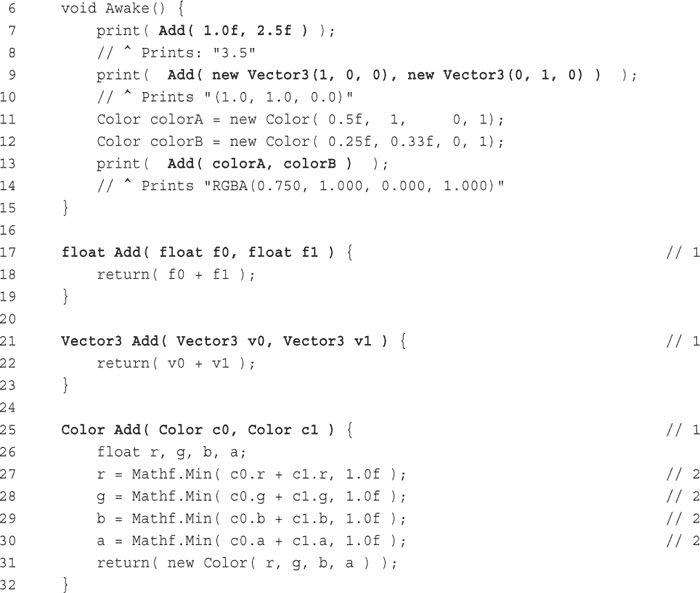 6 void Awake() {
7 print( Add( 1.0f, 2.5f ) );
8 // ^ Prints: "3.5"
9 print( Add( new Vector3(1, 0, 0), new Vector3(0, 1, 0) ) );
10 // ^ Prints "(1.0, 1.0, 0.0)"
11 Color colorA = new Color( 0.5f, 1, 0, 1);
12 Color colorB = new Color( 0.25f, 0.33f, 0, 1);
13 print( Add( colorA, colorB ) );
14 // ^ Prints "RGBA(0.750, 1.000, 0.000, 1.000)"
15 }
16
17 float Add( float f0, float f1 ) { // 1
18 return( f0 + f1 );
19 }
20
21 Vector3 Add( Vector3 v0, Vector3 v1 ) { // 1
22 return( v0 + v1 );
23 }
24
25 Color Add( Color c0, Color c1 ) { // 1
26 float r, g, b, a;
27 r = Mathf.Min( c0.r + c1.r, 1.0f ); // 2
28 g = Mathf.Min( c0.g + c1.g, 1.0f ); // 2
29 b = Mathf.Min( c0.b + c1.b, 1.0f ); // 2
30 a = Mathf.Min( c0.a + c1.a, 1.0f ); // 2
31 return( new Color( r, g, b, a ) );
32 }